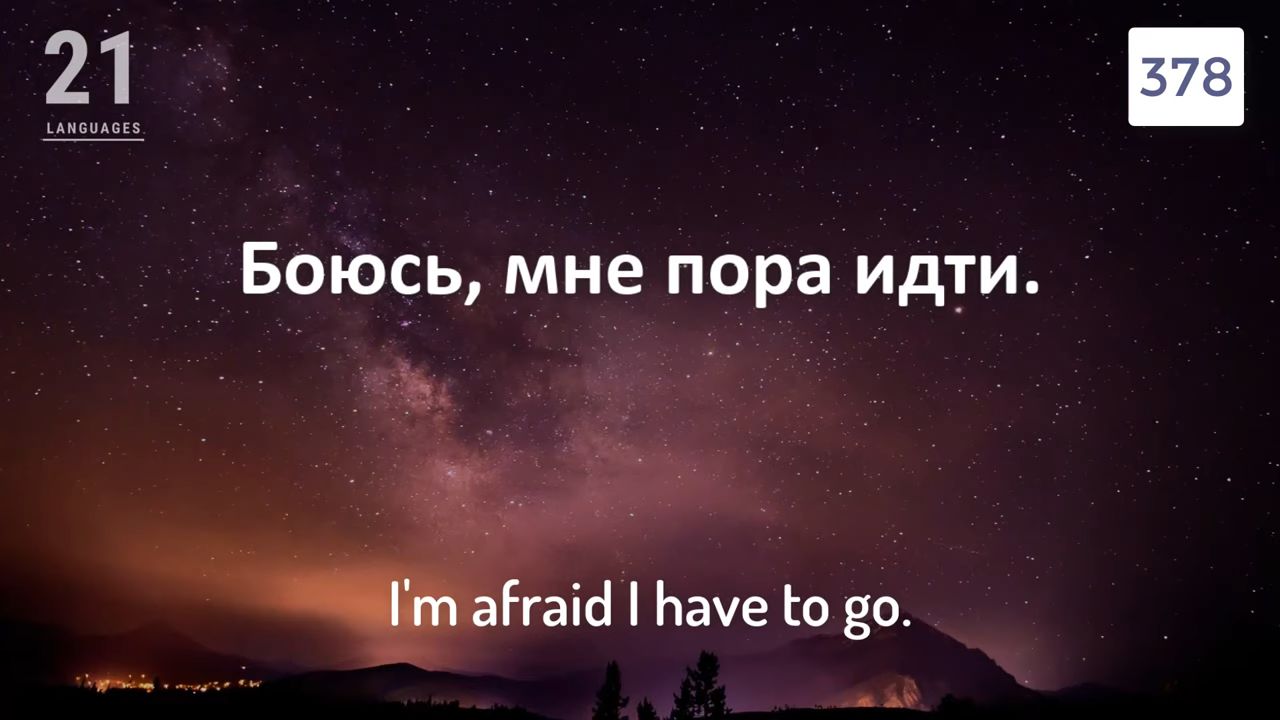 21
LANGUAGES
378
Боюсь, мне пора идти.
I'm afraid I have to go.